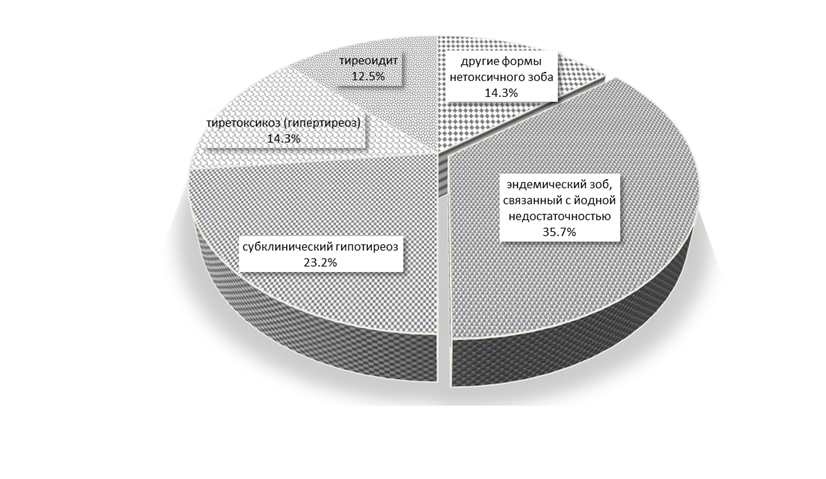 тиреоидит
12.5%
другие формы
нетоксичного зоба
14.3%
тиретоксикоз (гипертиреоз)
14.3%
эндемический зоб,
связанный с йодной
недостаточностью
35.7%
субклинический гипотиреоз
23.2%